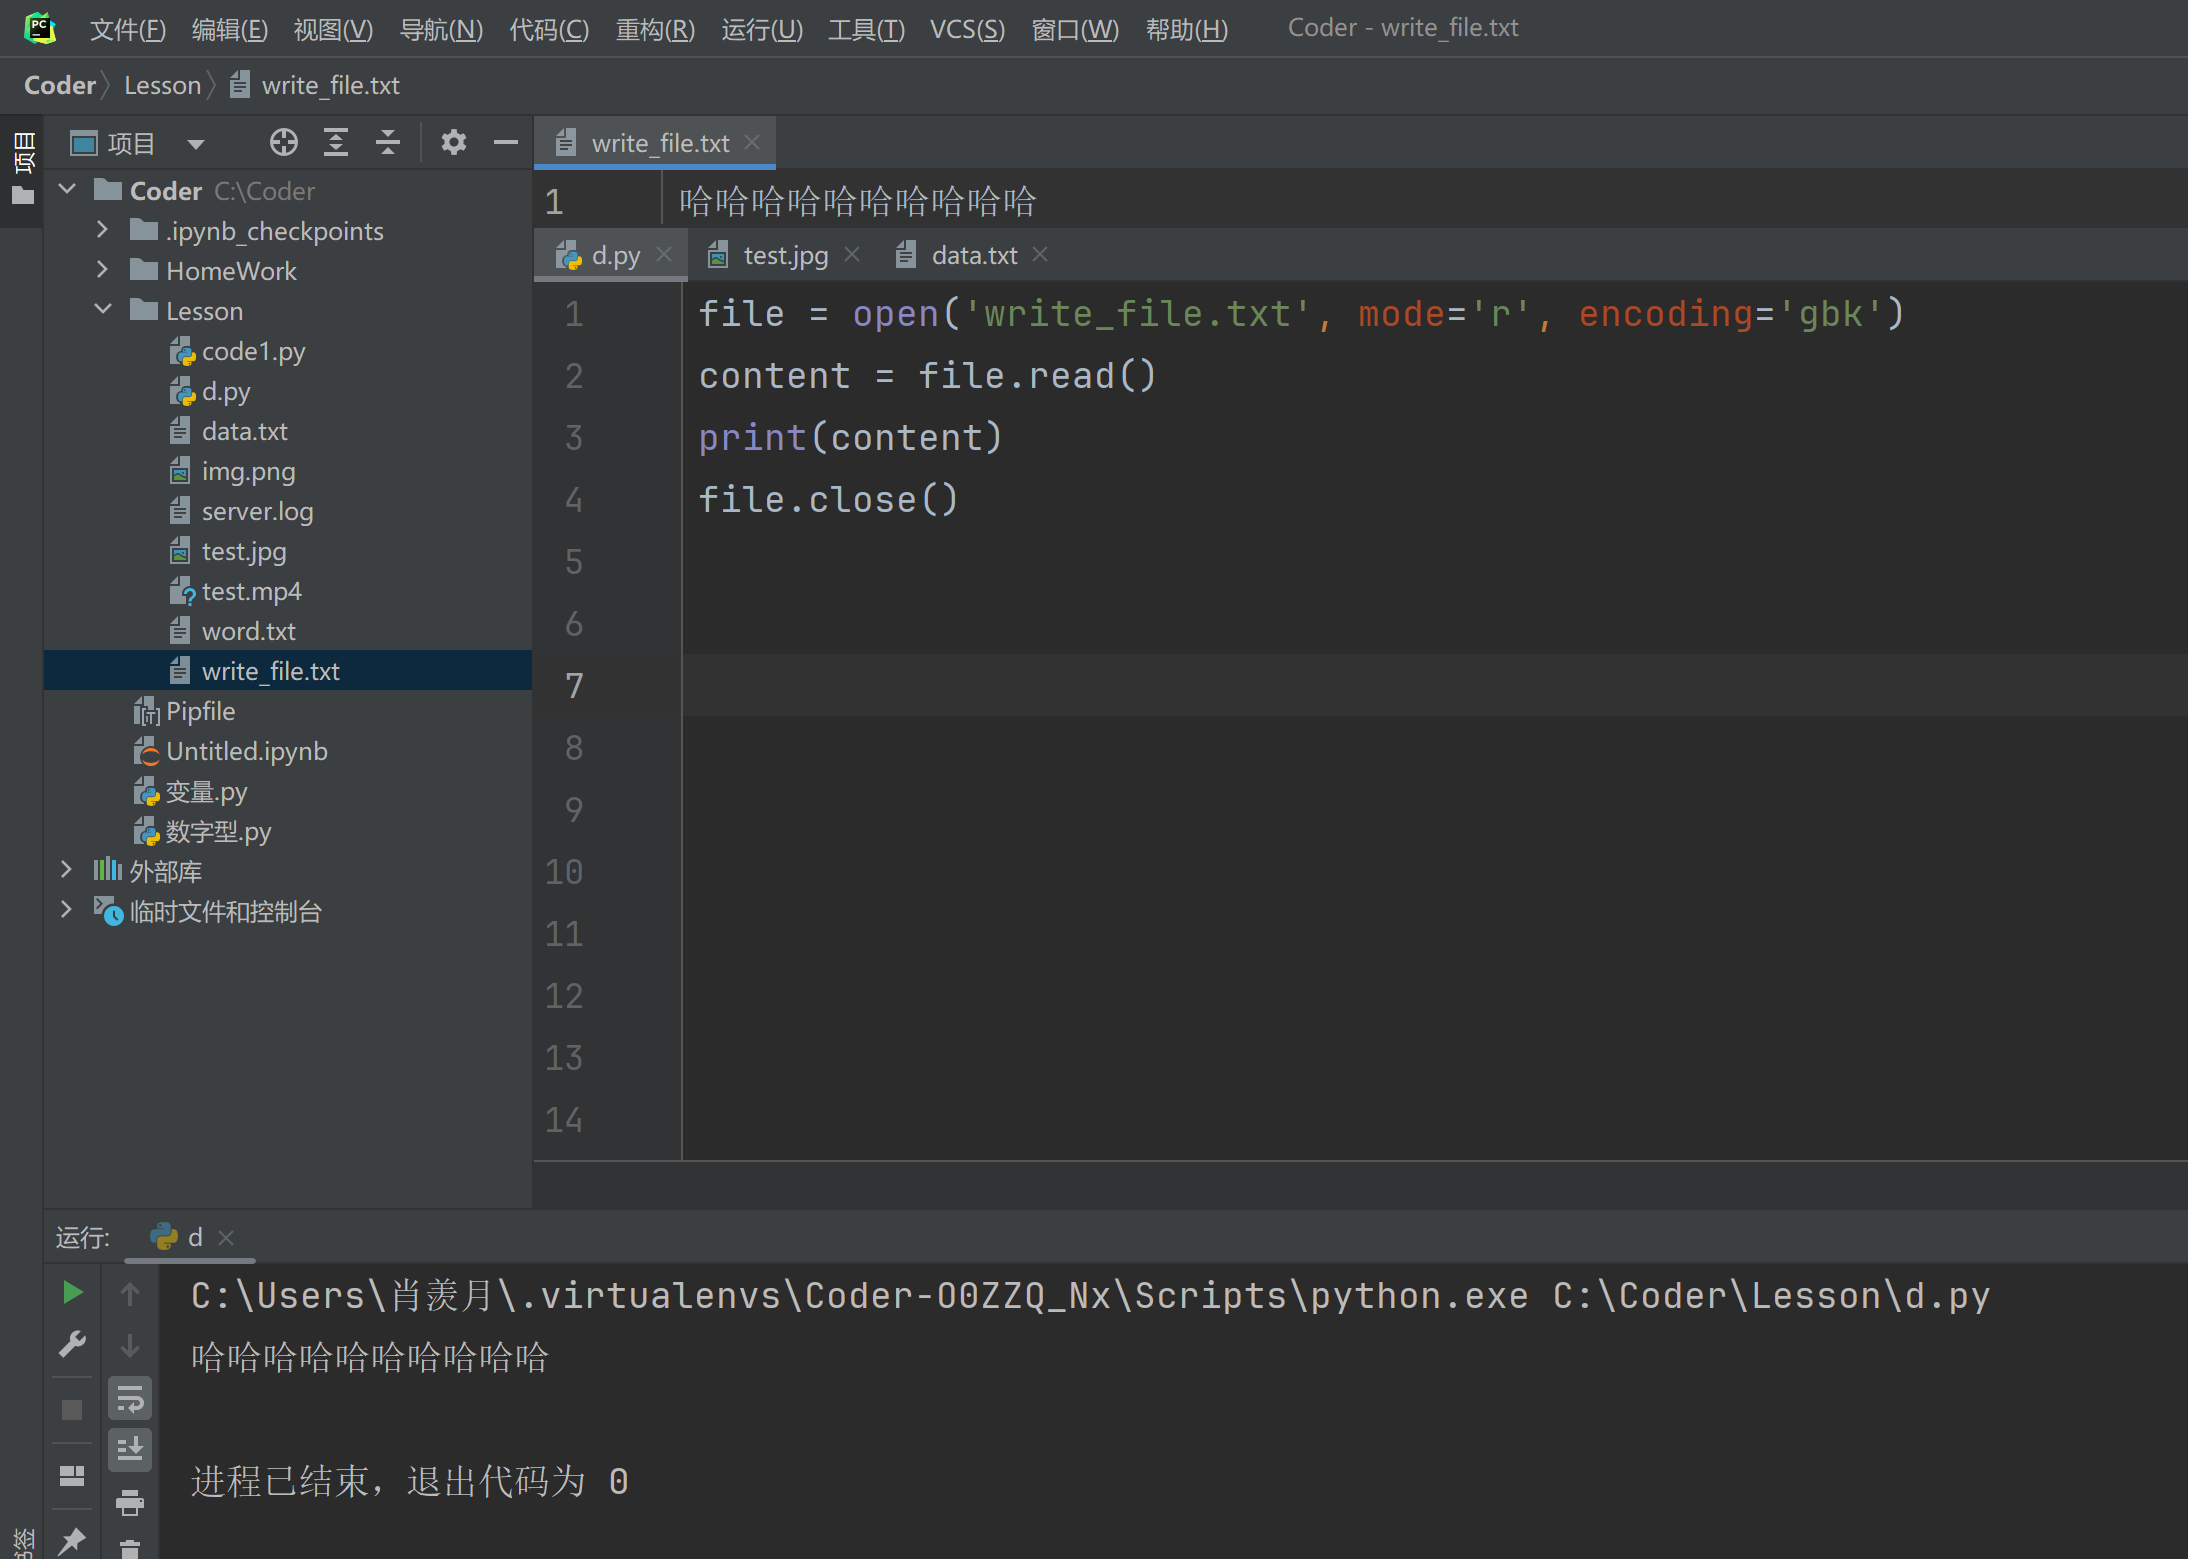 文件(F) 编辑(E) 视图(V) 导航(N) 代码(C) 重构(R) 运行(U) 工具(T) VCS(S) 窗口(W) 帮助(H) Coder - write_file.txt
Coder Lesson write_file.txt
项目
项目
write_file.txt
Coder C:\Coder
.ipynb_checkpoints
HomeWork
Lesson
code1.py
d.py
data.txt
img.png
server.log
test.jpg
test.mp4
word.txt
write_file.txt
Pipfile
Untitled.ipynb
变量.py
数字型.py
外部库
临时文件和控制台
1 哈哈哈哈哈哈哈哈哈哈
d.py test.jpg data.txt
1 file = open('write_file.txt', mode='r', encoding='gbk')
2 content = file.read()
3 print(content)
4 file.close()
5
6
7
8
9
10
11
12
13
14
运行: d
C:\Users\肖羡月\.virtualenvs\Coder-O0ZZQ_Nx\Scripts\python.exe C:\Coder\Lesson\d.py
哈哈哈哈哈哈哈哈哈哈
进程已结束，退出代码为 0